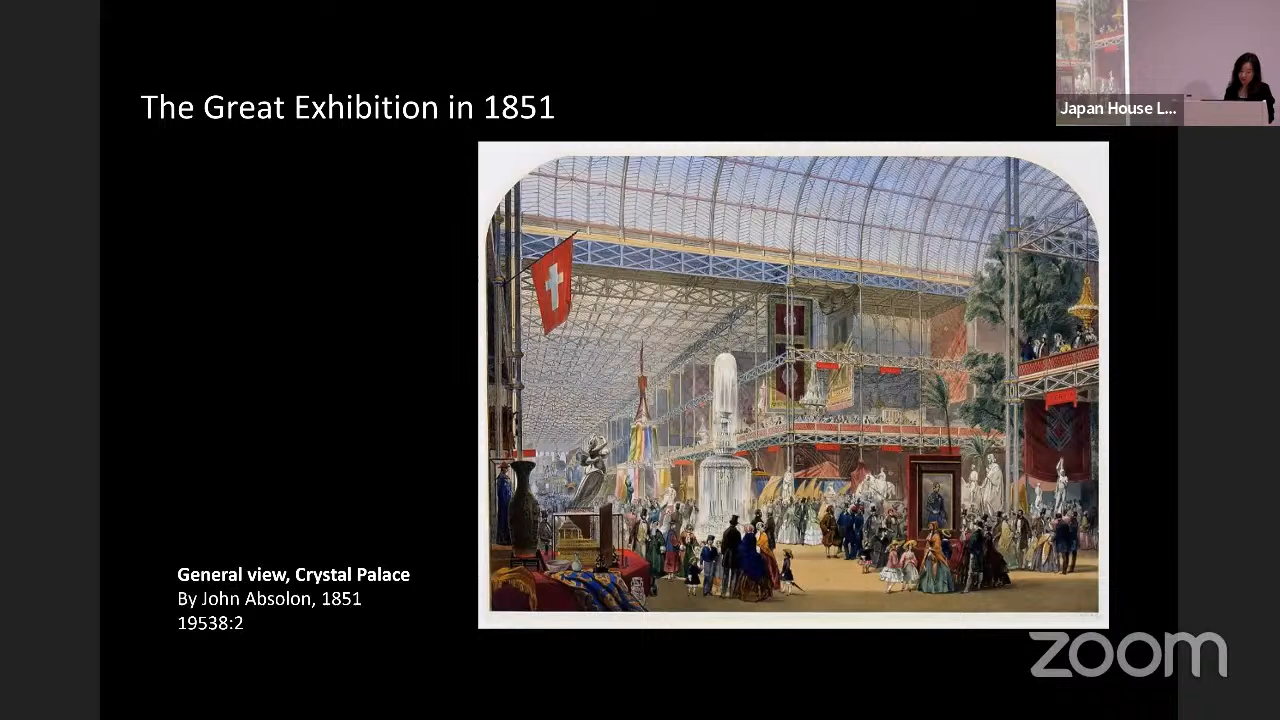 The Great Exhibition in 1851
Japan House L...
General view, Crystal Palace
By John Absolon, 1851
19538:2
zoom